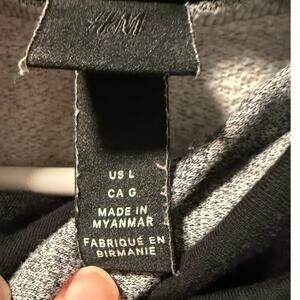 H&M
US L
CA G
MADE IN
MYANMAR
FABRIQUÉ EN
BIRMANIE